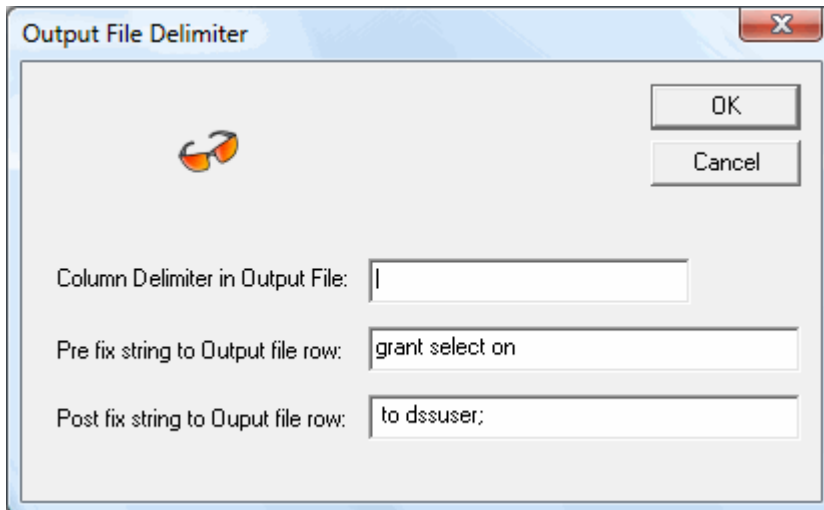 Output File Delimiter
OK
Cancel
Column Delimiter in Output File:
Pre fix string to Output file row: grant select on
Post fix string to Ouput file row: to dssuser;